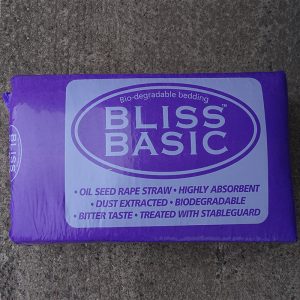 Bio-degradable bedding
BLISS™
BASIC
• OIL SEED RAPE STRAW • HIGHLY ABSORBENT
• DUST EXTRACTED • BIODEGRADABLE
• BITTER TASTE • TREATED WITH STABLEGUARD
BLISS